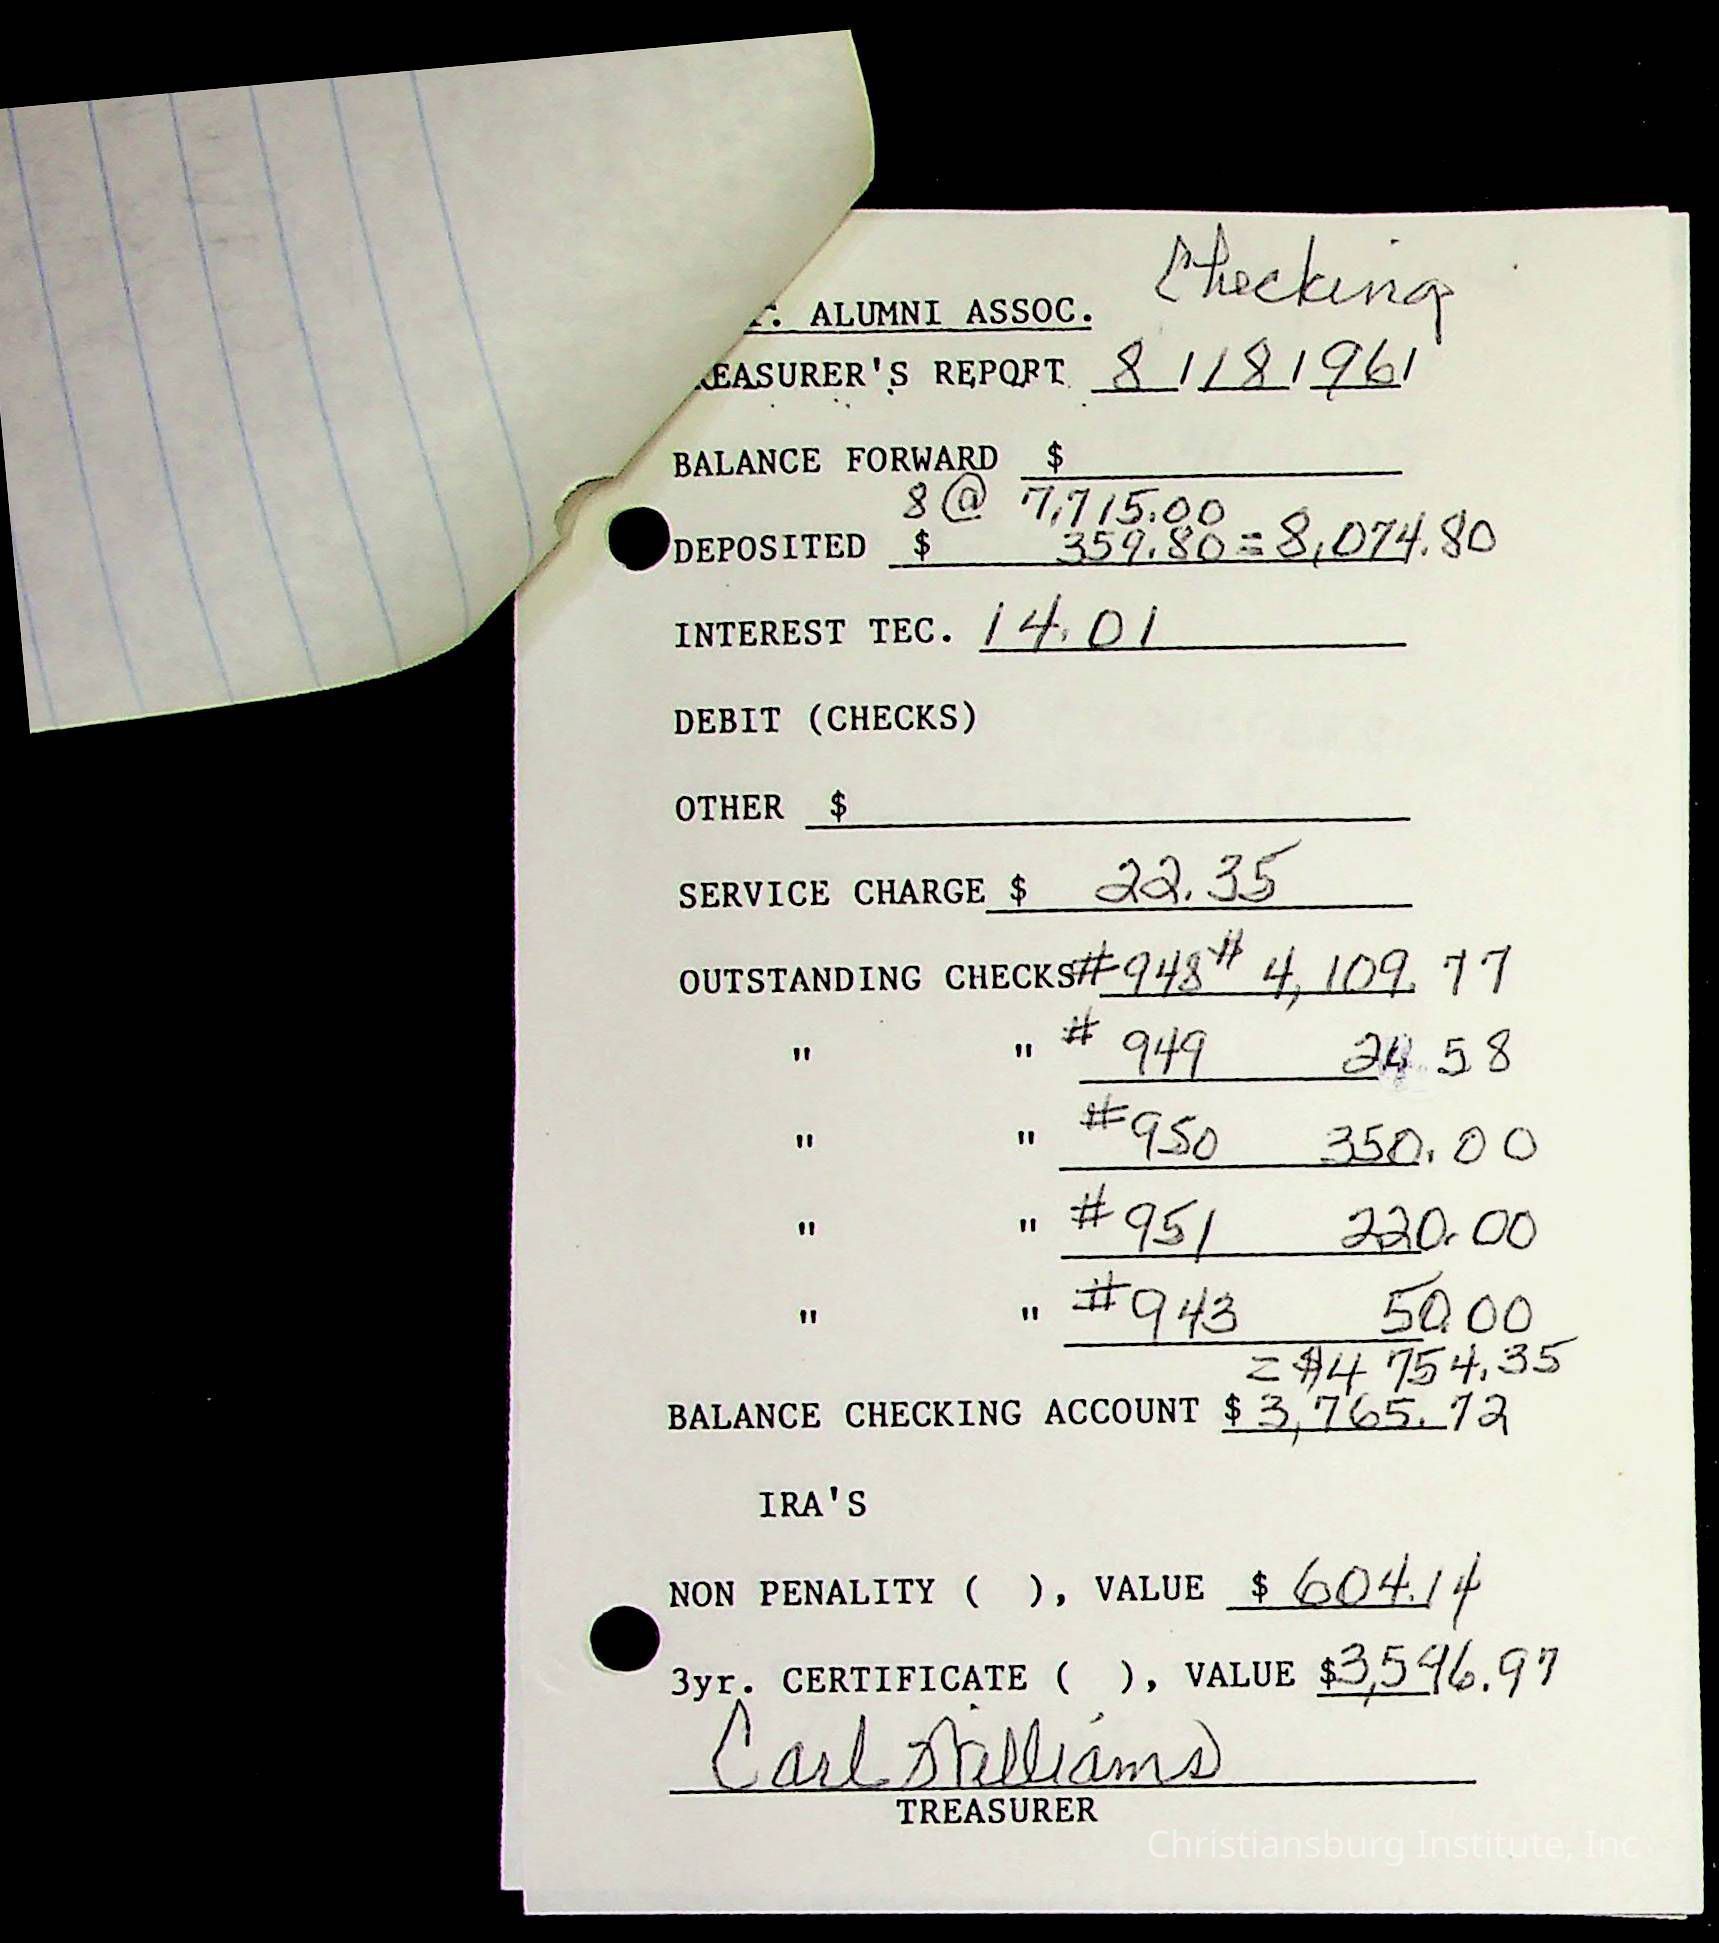 Checking
. ALUMNI ASSOC.
REASURER'S REPORT 8/18/96
BALANCE FORWARD $
8 @ 7,715.00
DEPOSITED $ 359.80 = 8,074.80
INTEREST TEC. 14.01
DEBIT (CHECKS)
OTHER $
SERVICE CHARGE $ 22.35
OUTSTANDING CHECKS #948 # 4,109.77
" " # 949 24.58
" " #950 350.00
" " #951 220.00
" " #943 50.00
= $4 754.35
BALANCE CHECKING ACCOUNT $ 3,765.72
IRA'S
NON PENALITY ( ), VALUE $ 604.14
3yr. CERTIFICATE ( ), VALUE $3,596.97
Carl Williams
TREASURER
Christiansburg Institute, Inc